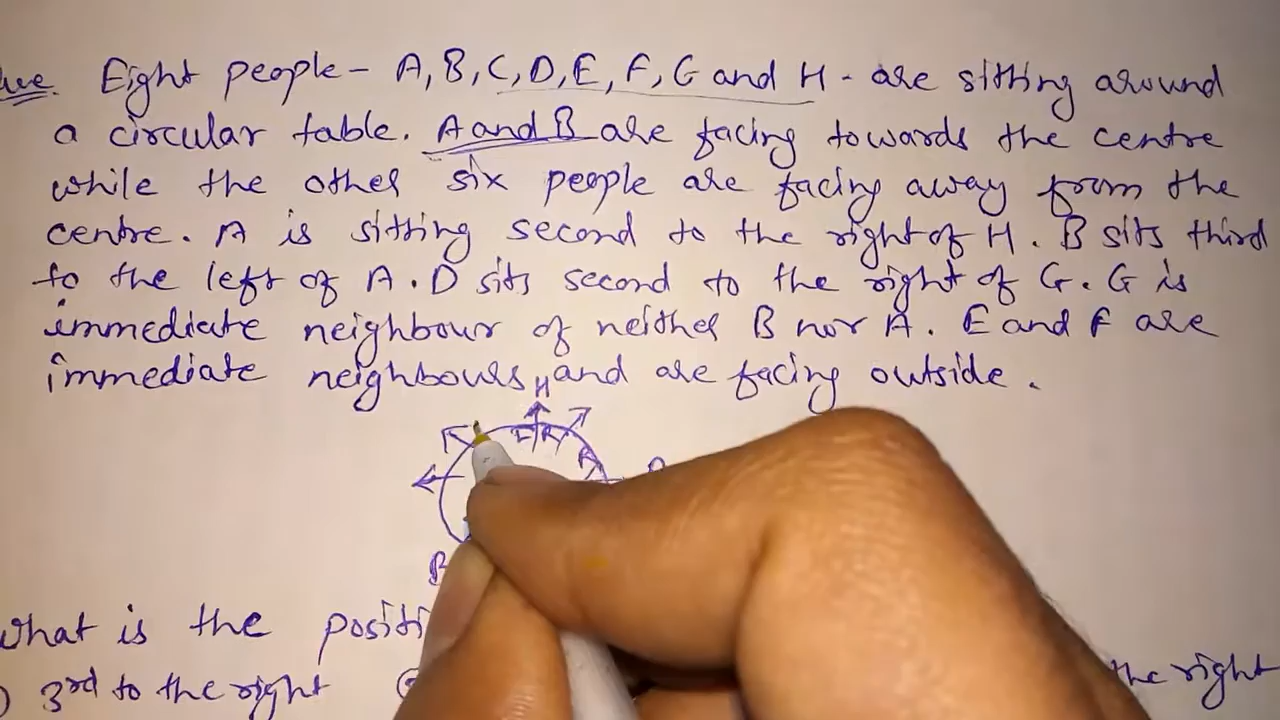 Eight people- A, B, C, D, E, F, G and H - are sitting around
a circular table. A and B are facing towards the centre
while the other six people are facing away from the
centre. A is sitting second to the right of H. B sits third
to the left of A. D sits second to the right of G. G is
immediate neighbour of neither B nor A. E and F are
immediate neighbours, and are facing outside.
H
L R
R
B
What is the
3rd to the right
the right